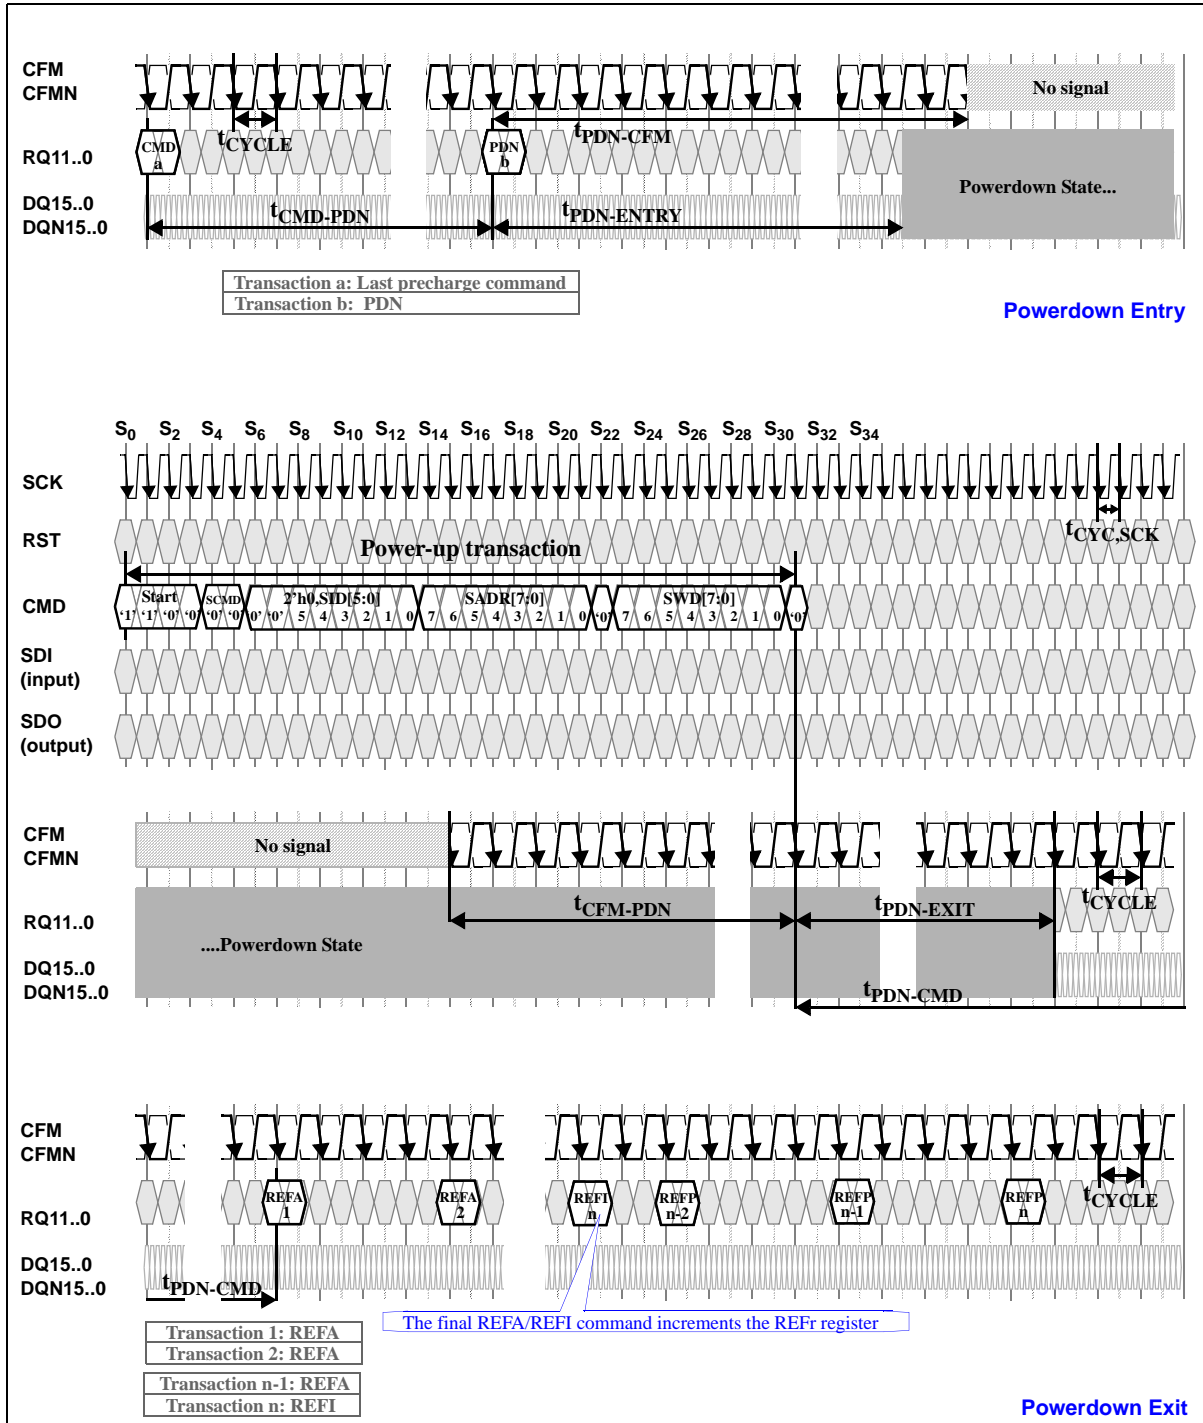 CFM
CFMN
No signal
tCYCLE
tPDN-CFM
RQ11..0
CMD
a
PDN
b
Powerdown State...
DQ15..0
DQN15..0
tCMD-PDN
tPDN-ENTRY
Transaction a: Last precharge command
Transaction b: PDN
Powerdown Entry
S0 S2 S4 S6 S8 S10 S12 S14 S16 S18 S20 S22 S24 S26 S28 S30 S32 S34
SCK
RST
tCYC,SCK
Power-up transaction
CMD
Start SCMD 2'h0,SID[5:0] SADR[7:0] SWD[7:0]
‘1’ ‘1’ ‘0’ ‘0’ ‘0’ ‘0’ 0’ ‘0’ 5 4 3 2 1 0 7 6 5 4 3 2 1 0 ‘0’ 7 6 5 4 3 2 1 0 ‘0’
SDI
(input)
SDO
(output)
CFM
CFMN
No signal
RQ11..0
tCFM-PDN
tPDN-EXIT
tCYCLE
....Powerdown State
DQ15..0
DQN15..0
tPDN-CMD
CFM
CFMN
RQ11..0
REFA
1
REFA
2
REFI
n
REFP
n-2
REFP
n-1
REFP
n
tCYCLE
DQ15..0
DQN15..0
tPDN-CMD
The final REFA/REFI command increments the REFr register
Transaction 1: REFA
Transaction 2: REFA
Transaction n-1: REFA
Transaction n: REFI
Powerdown Exit